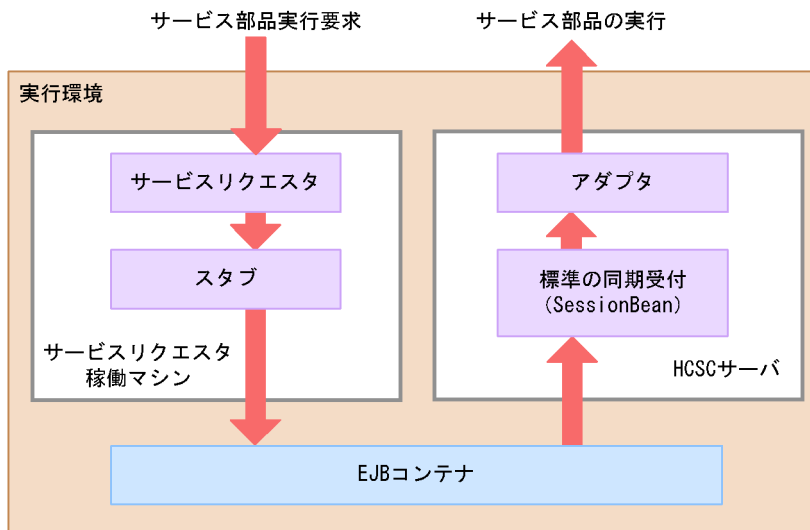 サービス部品実行要求
サービス部品の実行
実行環境
サービスリクエスタ
スタブ
サービスリクエスタ
稼働マシン
アダプタ
標準の同期受付
(SessionBean)
HCSCサーバ
EJBコンテナ